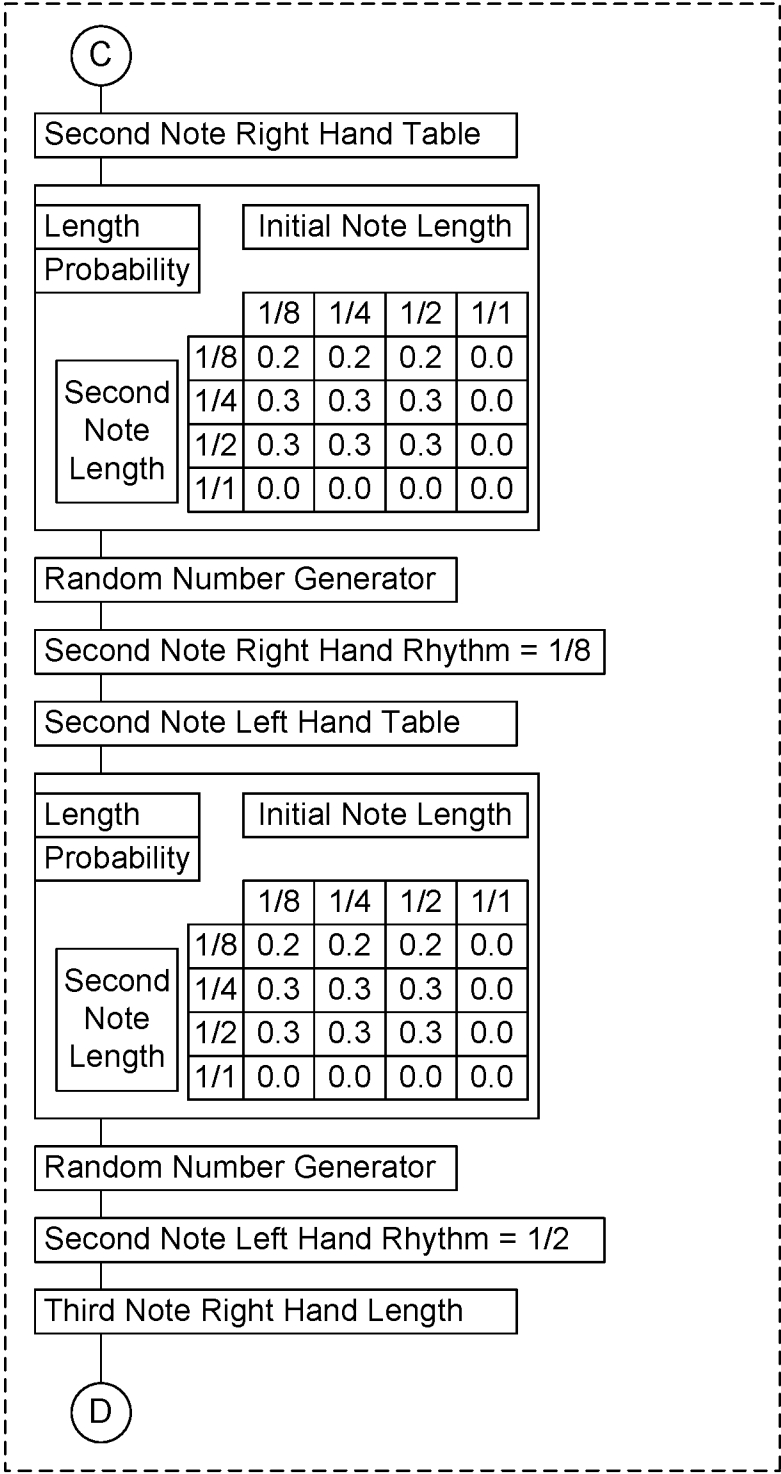 C
Second Note Right Hand Table
Length
Initial Note Length
Probability
1/8 1/4 1/2 1/1
Second
Note
Length
1/8 0.2 0.2 0.2 0.0
1/4 0.3 0.3 0.3 0.0
1/2 0.3 0.3 0.3 0.0
1/1 0.0 0.0 0.0 0.0
Random Number Generator
Second Note Right Hand Rhythm = 1/8
Second Note Left Hand Table
Length
Initial Note Length
Probability
1/8 1/4 1/2 1/1
Second
Note
Length
1/8 0.2 0.2 0.2 0.0
1/4 0.3 0.3 0.3 0.0
1/2 0.3 0.3 0.3 0.0
1/1 0.0 0.0 0.0 0.0
Random Number Generator
Second Note Left Hand Rhythm = 1/2
Third Note Right Hand Length
D